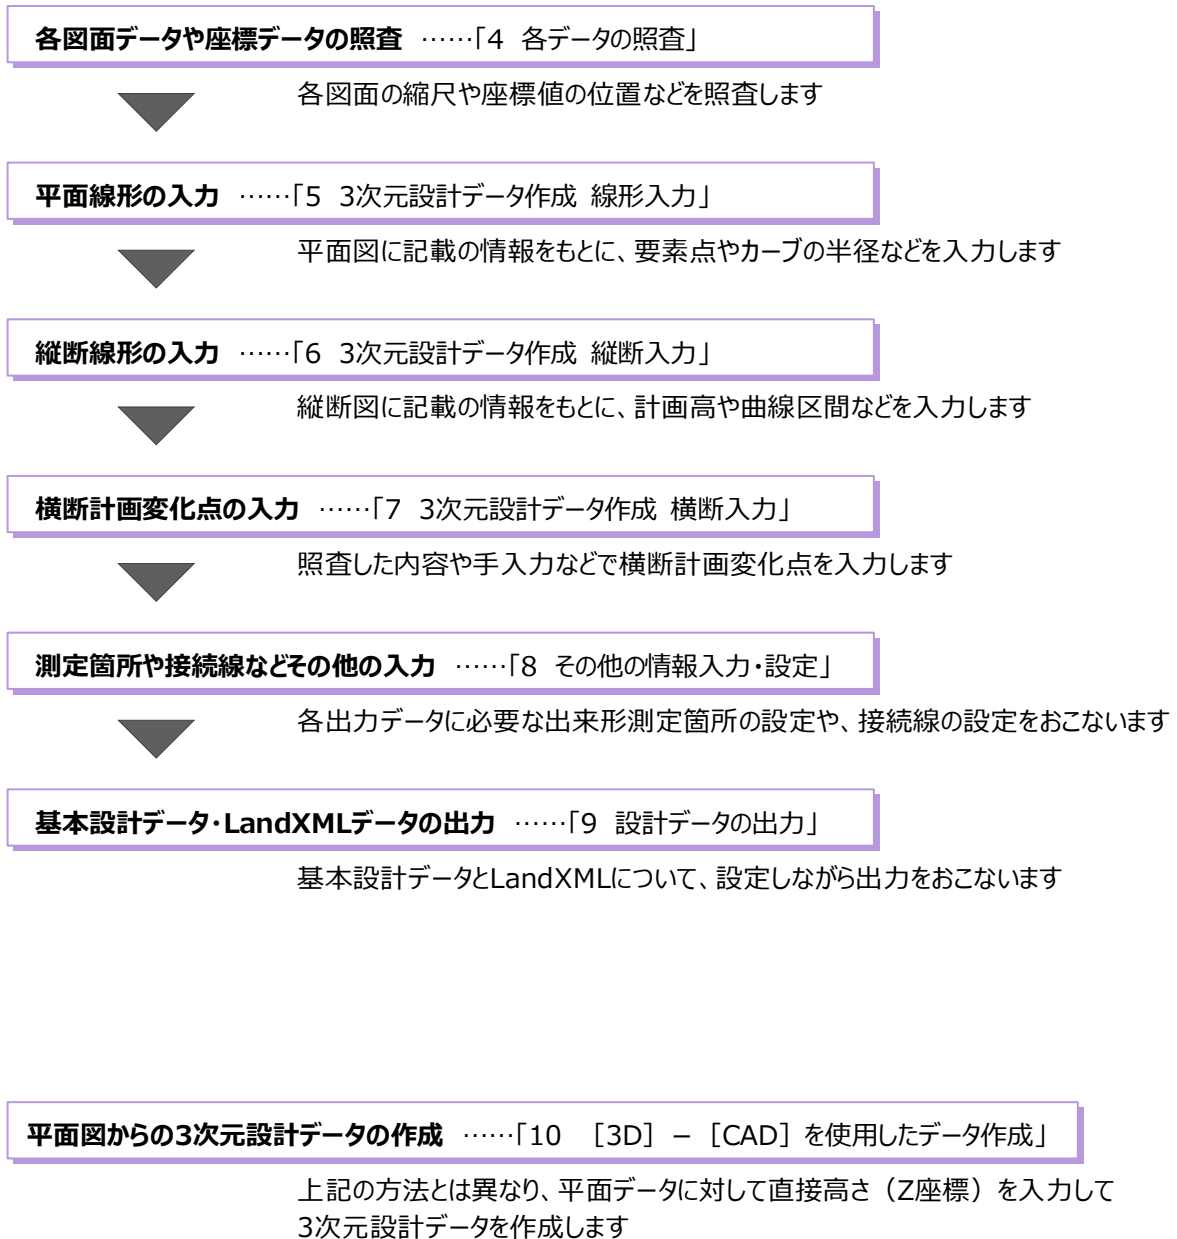 各図面データや座標データの照査 ……「4 各データの照査」
各図面の縮尺や座標値の位置などを照査します
平面線形の入力 ……「5 3次元設計データ作成 線形入力」
平面図に記載の情報をもとに、要素点やカーブの半径などを入力します
縦断線形の入力 ……「6 3次元設計データ作成 縦断入力」
縦断図に記載の情報をもとに、計画高や曲線区間などを入力します
横断計画変化点の入力 ……「7 3次元設計データ作成 横断入力」
照査した内容や手入力などで横断計画変化点を入力します
測定箇所や接続線などその他の入力 ……「8 その他の情報入力・設定」
各出力データに必要な出来形測定箇所の設定や、接続線の設定をおこないます
基本設計データ・LandXMLデータの出力 ……「9 設計データの出力」
基本設計データとLandXMLについて、設定しながら出力をおこないます
平面図からの3次元設計データの作成 ……「10 ［3D］－［CAD］を使用したデータ作成」
上記の方法とは異なり、平面データに対して直接高さ（Z座標）を入力して
3次元設計データを作成します